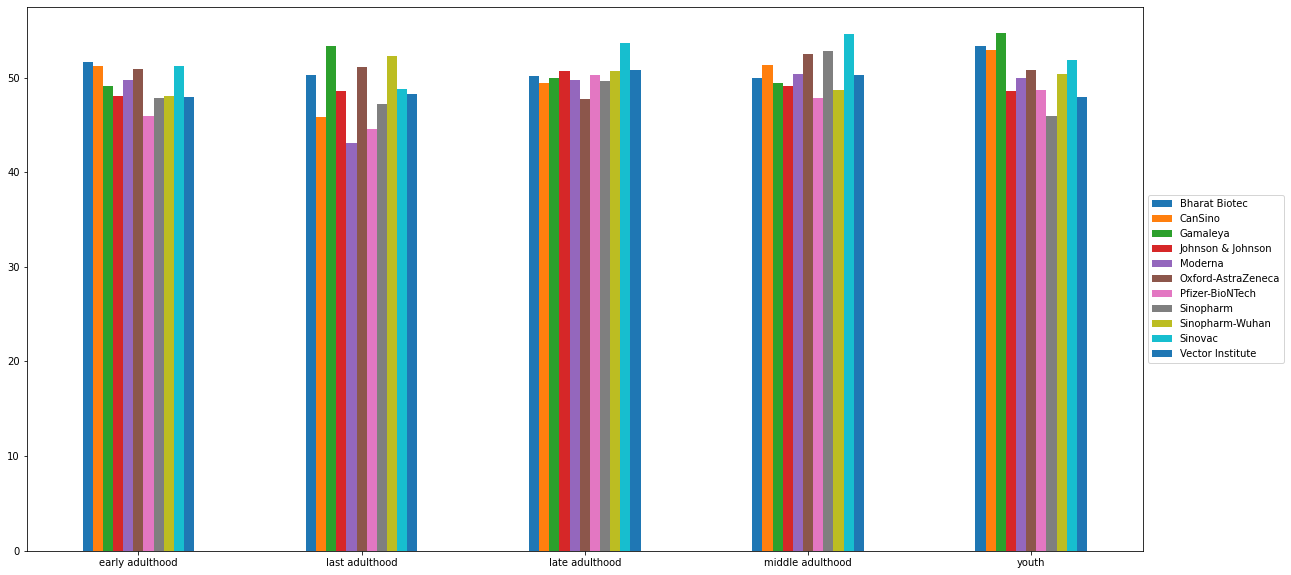 50
40
30
20
10
0
early adulthood
last adulthood
late adulthood
middle adulthood
youth
Bharat Biotec
CanSino
Gamaleya
Johnson & Johnson
Moderna
Oxford-AstraZeneca
Pfizer-BioNTech
Sinopharm
Sinopharm-Wuhan
Sinovac
Vector Institute